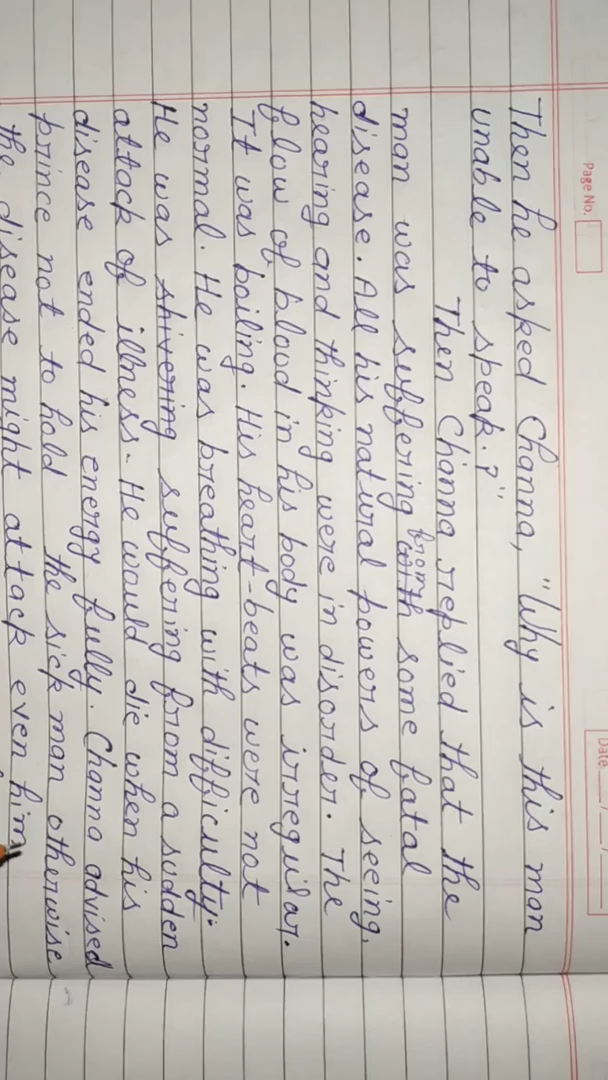 Page No.
Date
Then he asked Channa, "Why is this man
unable to speak?"
Then Channa replied that the
man was suffering from some fatal
disease. All his natural powers of seeing,
hearing and thinking were in disorder. The
flow of blood in his body was irregular.
It was boiling. His heart-beats were not
normal. He was breathing with difficulty.
He was shivering suffering from a sudden
attack of illness. He would die when his
disease ended his energy fully. Channa advised
prince not to hold the sick man otherwise
the disease might attack even him